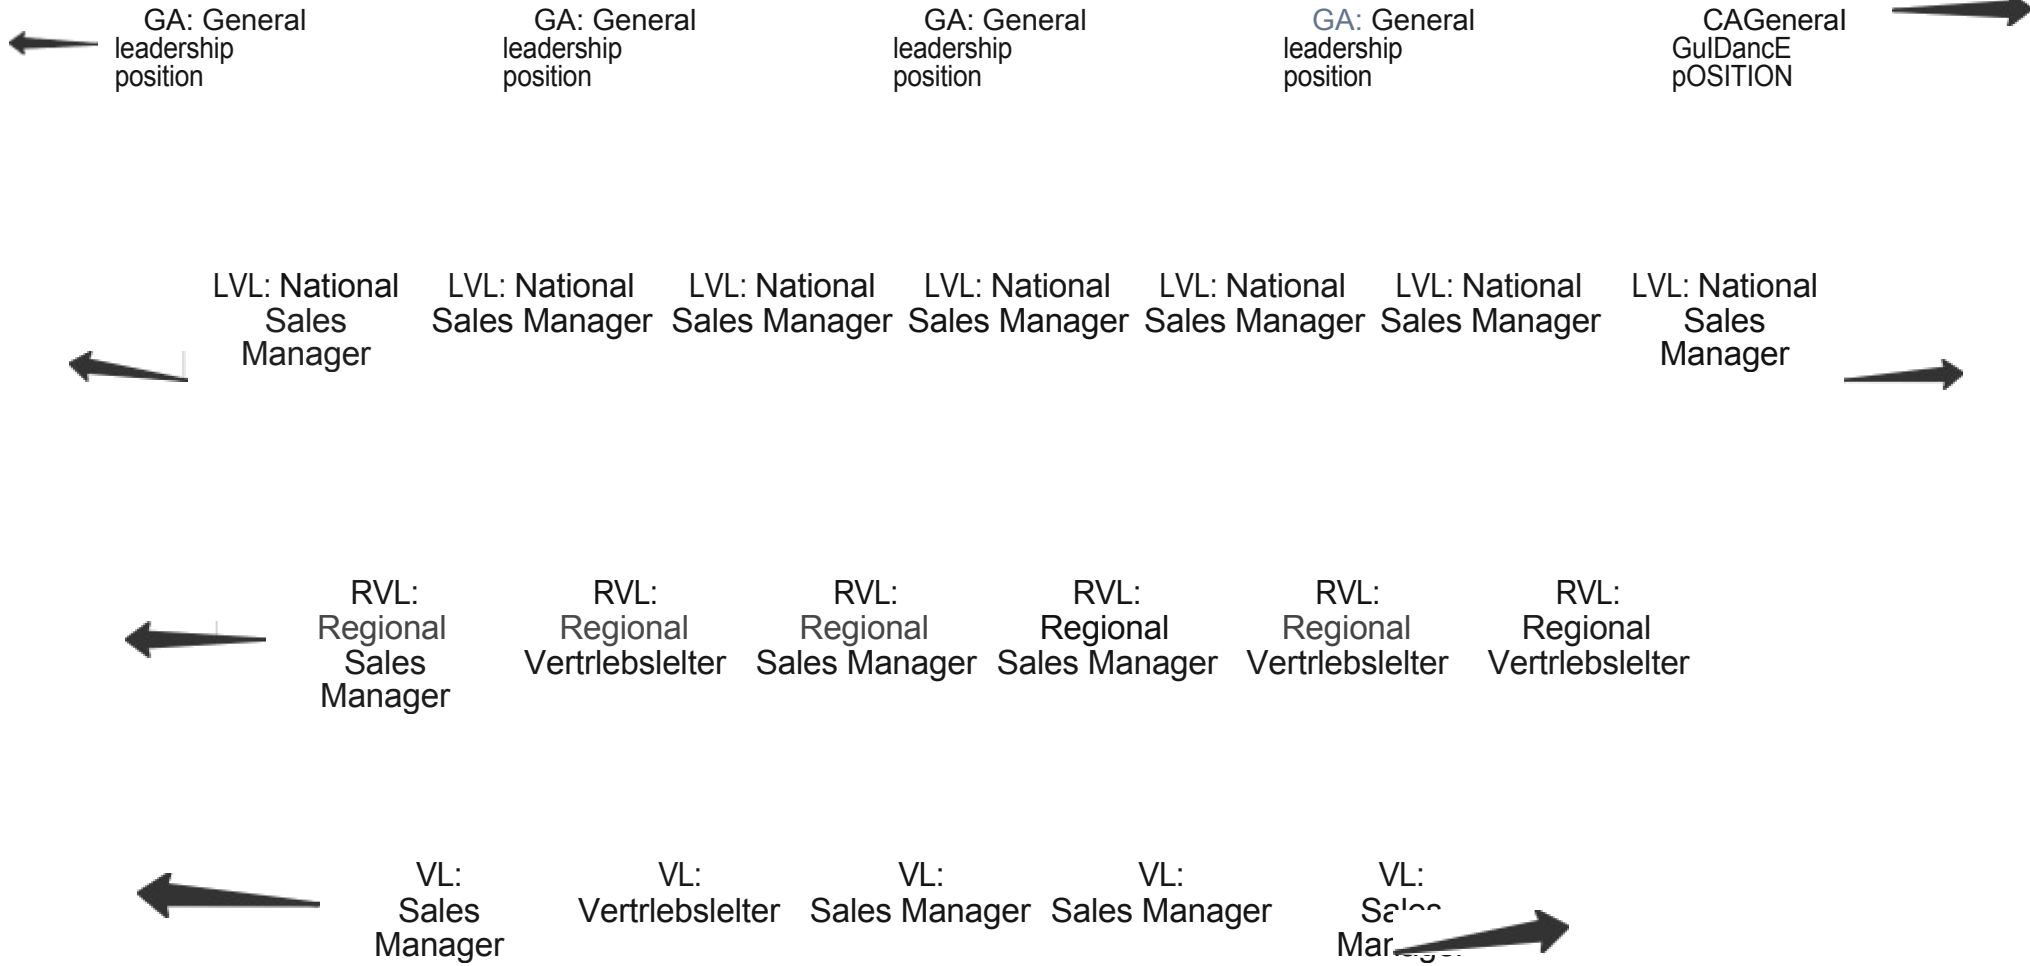 GA: General
leadership
position
GA: General
leadership
position
GA: General
leadership
position
GA: General
leadership
position
CAGeneral
GuIDancE
pOSITION
LVL: National
Sales
Manager
LVL: National
Sales Manager
LVL: National
Sales Manager
LVL: National
Sales Manager
LVL: National
Sales Manager
LVL: National
Sales Manager
LVL: National
Sales
Manager
RVL:
Regional
Sales
Manager
RVL:
Regional
Vertrlebslelter
RVL:
Regional
Sales Manager
RVL:
Regional
Sales Manager
RVL:
Regional
Vertrlebslelter
RVL:
Regional
Vertrlebslelter
VL:
Sales
Manager
VL:
Vertrlebslelter
VL:
Sales Manager
VL:
Sales Manager
VL:
Sales
Manager